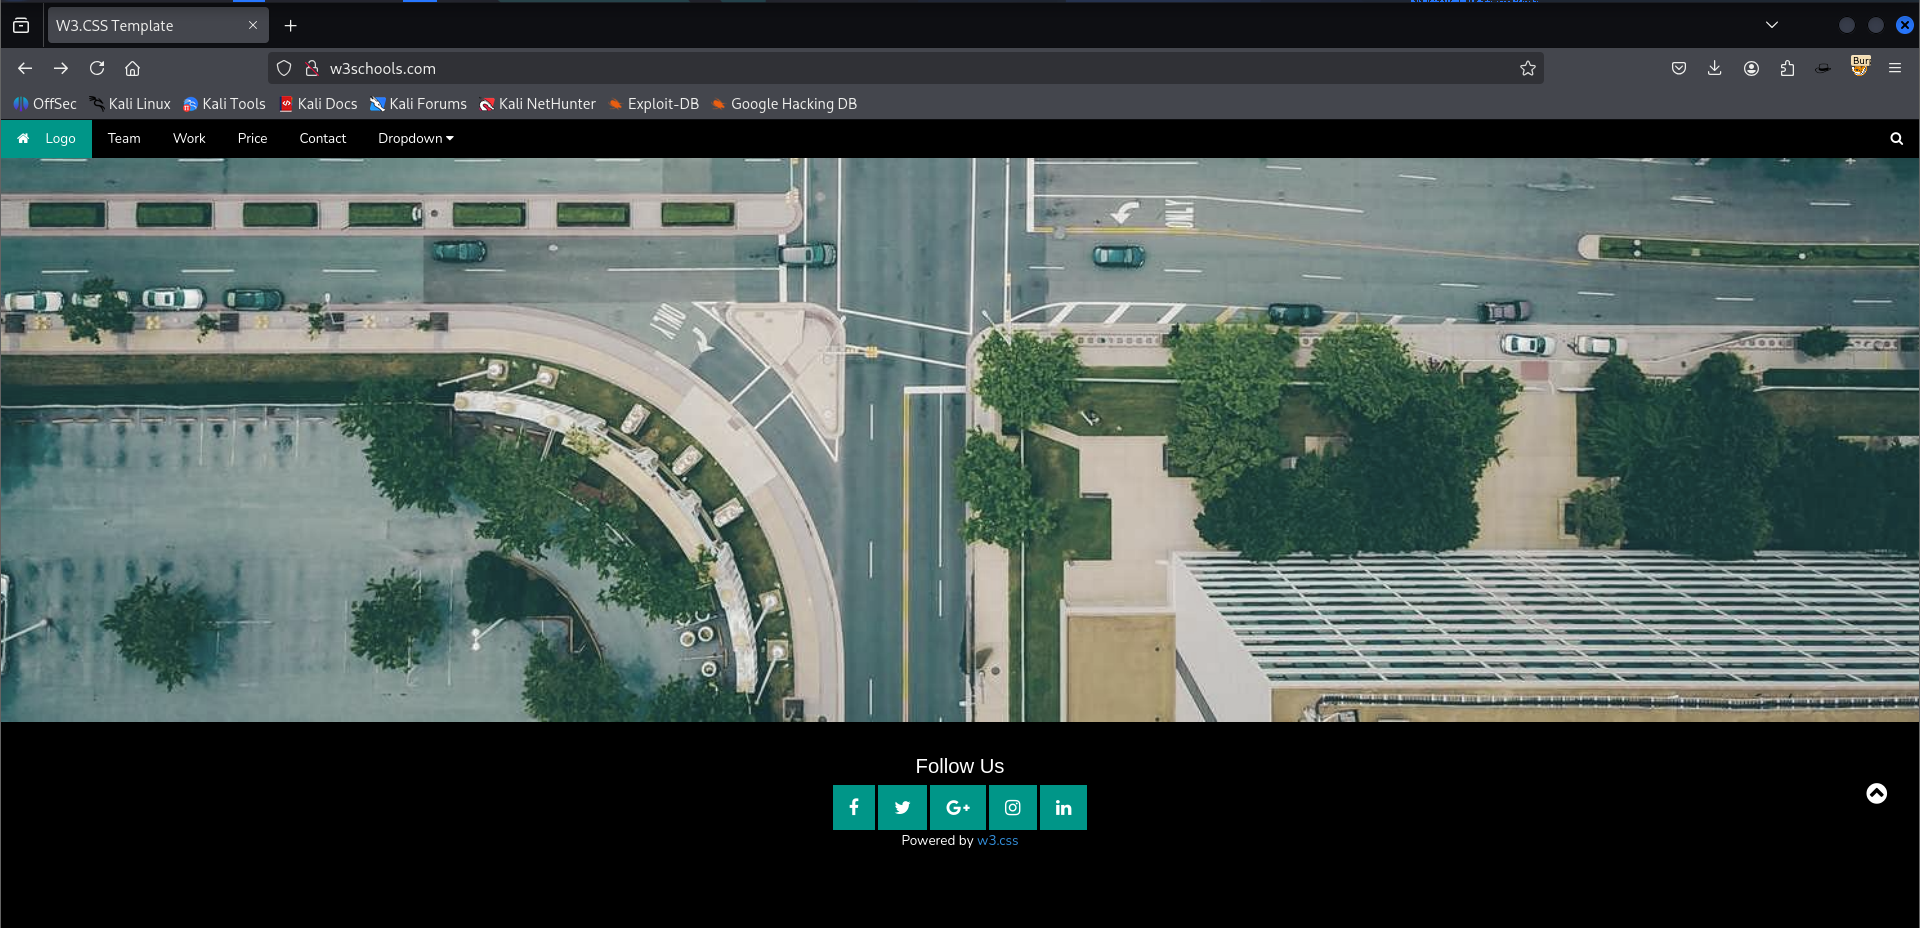 W3.CSS Template
w3schools.com
OffSec Kali Linux Kali Tools Kali Docs Kali Forums Kali NetHunter Exploit-DB Google Hacking DB
Logo Team Work Price Contact Dropdown
ONLY
ONLY
Follow Us
Powered by w3.css